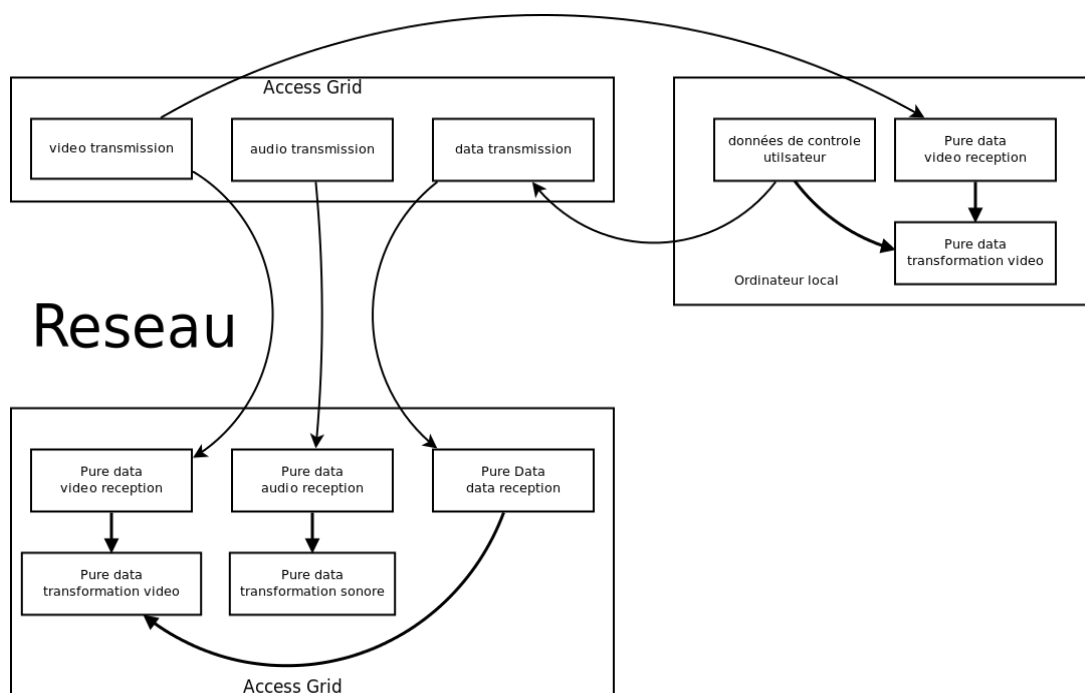 Access Grid
video transmission
audio transmission
data transmission
données de controle
utilsateur
Pure data
video reception
Pure data
transformation video
Ordinateur local
Reseau
Pure data
video reception
Pure data
audio reception
Pure Data
data reception
Pure data
transformation video
Pure data
transformation sonore
Access Grid